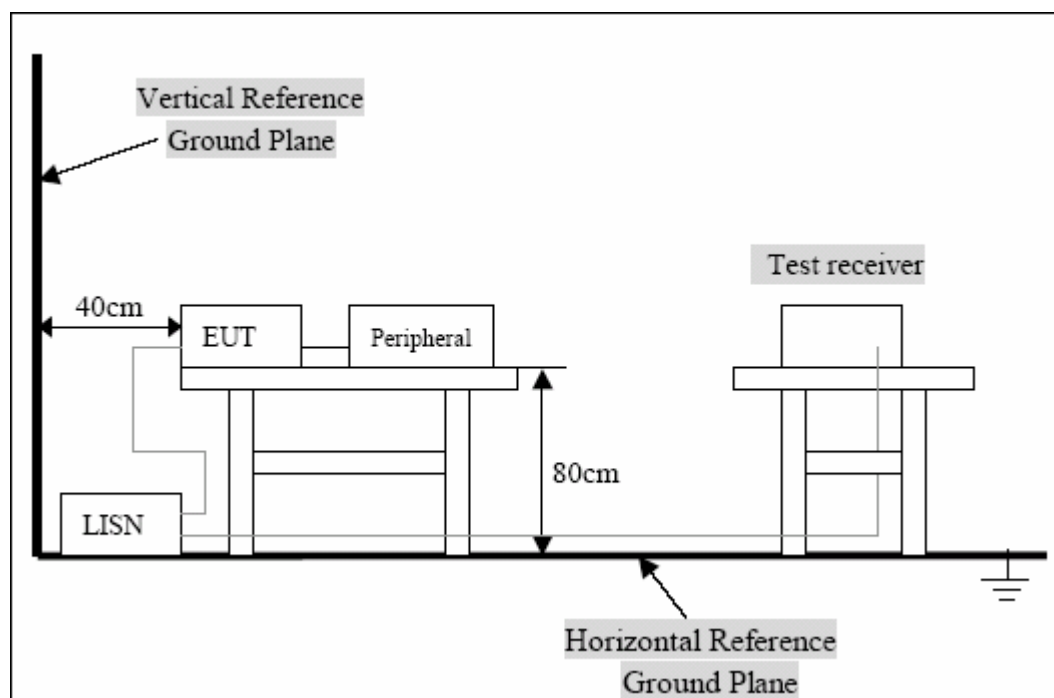 Vertical Reference
Ground Plane
Test receiver
40cm
EUT
Peripheral
80cm
LISN
Horizontal Reference
Ground Plane